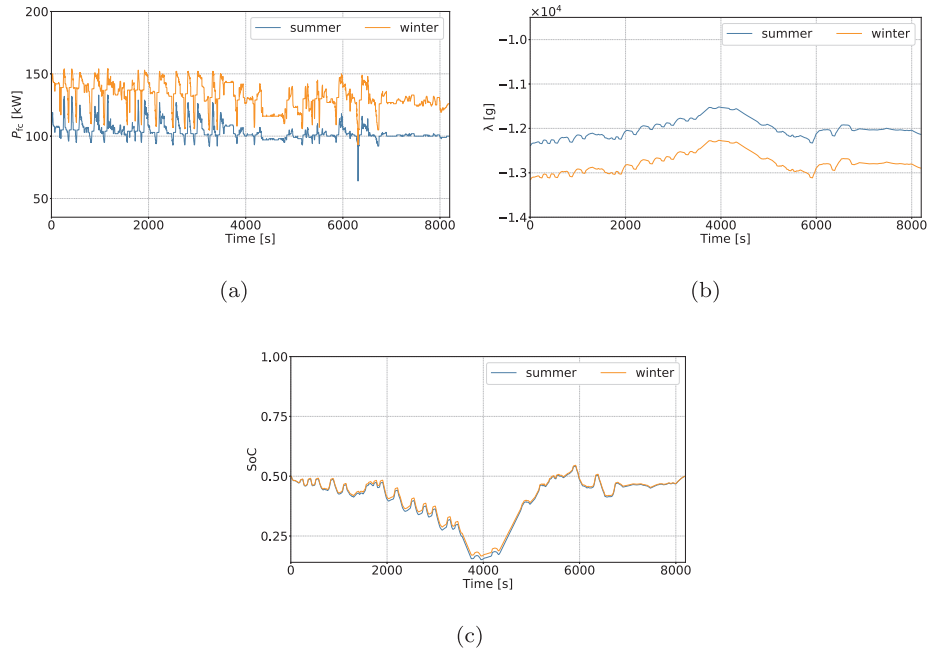 200
150
100
50
P_fc [kW]
summer winter
0 2000 4000 6000 8000
Time [s]
(a)
×10⁴
−1.0
−1.1
−1.2
−1.3
−1.4
λ [g]
summer winter
0 2000 4000 6000 8000
Time [s]
(b)
1.00
0.75
0.50
0.25
SoC
summer winter
0 2000 4000 6000 8000
Time [s]
(c)